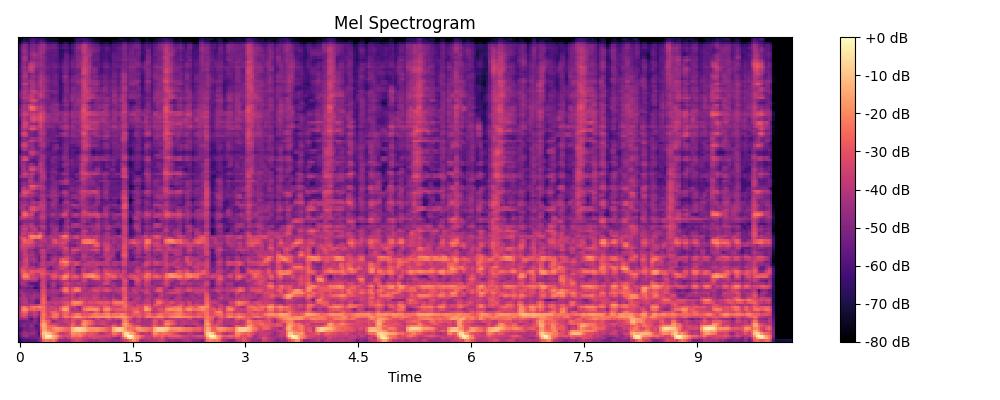 Mel Spectrogram
+0 dB
-10 dB
-20 dB
-30 dB
-40 dB
-50 dB
-60 dB
-70 dB
-80 dB
0 1.5 3 4.5 6 7.5 9
Time